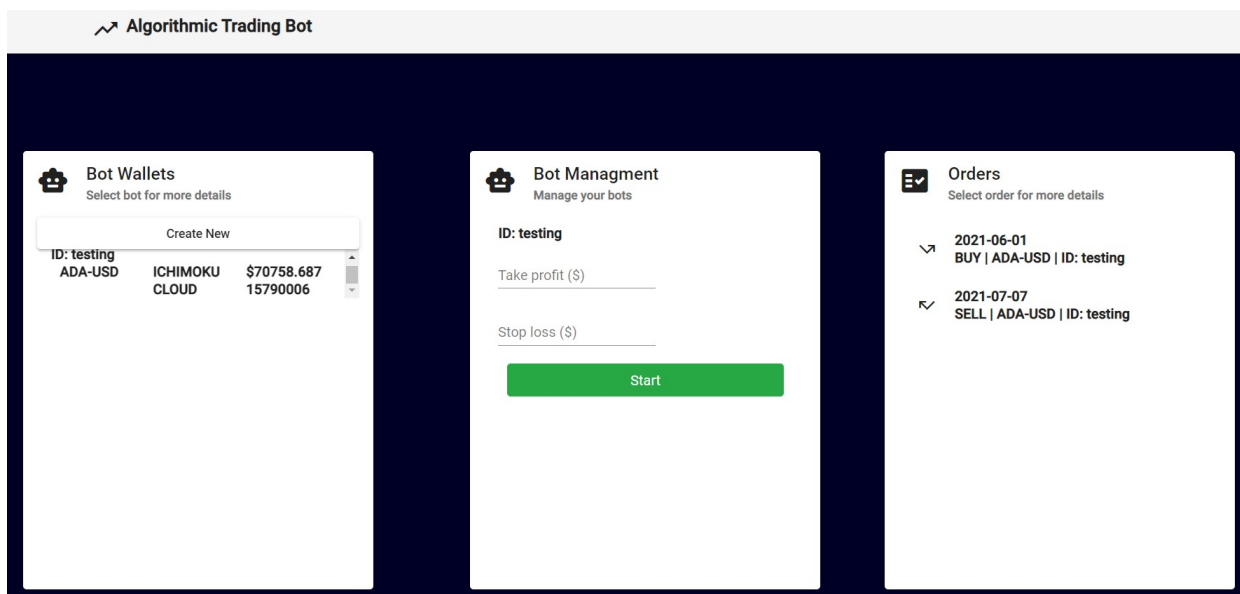 Algorithmic Trading Bot
Bot Wallets
Select bot for more details
Create New
ID: testing
ADA-USD
ICHIMOKU
CLOUD
$70758.687
15790006
Bot Managment
Manage your bots
ID: testing
Take profit ($)
Stop loss ($)
Start
Orders
Select order for more details
2021-06-01
BUY | ADA-USD | ID: testing
2021-07-07
SELL | ADA-USD | ID: testing